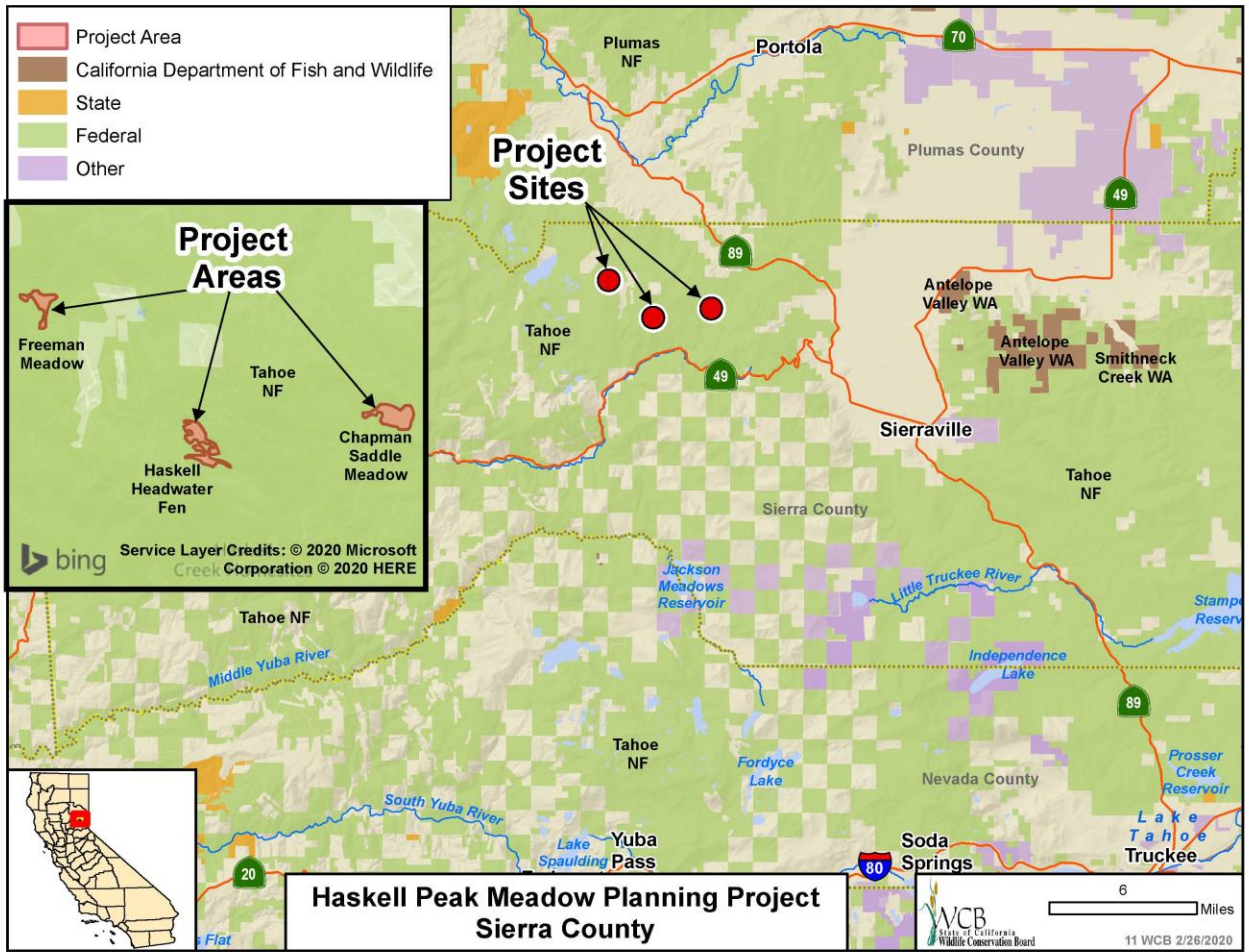 Project Area
California Department of Fish and Wildlife
State
Federal
Other
Project
Areas
Freeman
Meadow
Tahoe
NF
Haskell
Headwater
Fen
Chapman
Saddle
Meadow
bing
Service Layer Credits: © 2020 Microsoft
Corporation © 2020 HERE
Plumas
NF
Portola
70
Project
Sites
Plumas County
49
89
Antelope
Valley WA
Tahoe
NF
Antelope
Valley WA
Smithneck
Creek WA
49
Sierraville
Tahoe
NF
Sierra County
Jackson
Meadows
Reservoir
Little Truckee River
Tahoe NF
Middle Yuba River
Independence
Lake
89
Tahoe
NF
Fordyce
Lake
Nevada County
Prosser
Creek
Reservoir
South Yuba River
Lake
Spaulding
Yuba
Pass
Soda
Springs
Lake
Tahoe
Truckee
20
80
Flat
Haskell Peak Meadow Planning Project
Sierra County
WCB
State of California
Wildlife Conservation Board
6
Miles
11 WCB 2/26/2020